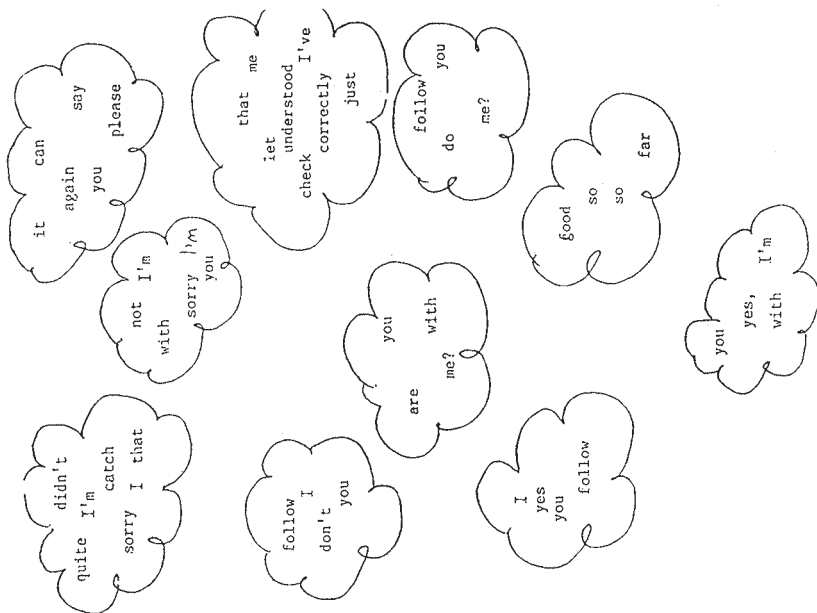 didn't
quite I'm
catch
sorry I that
not I'm
with
sorry I'm
you
it can
again say
you please
follow
I
don't you
are you
me? with
that me
let
understood I've
check correctly
just
follow you
do me?
I
yes
you
follow
good
so
so
far
you
yes, I'm
with